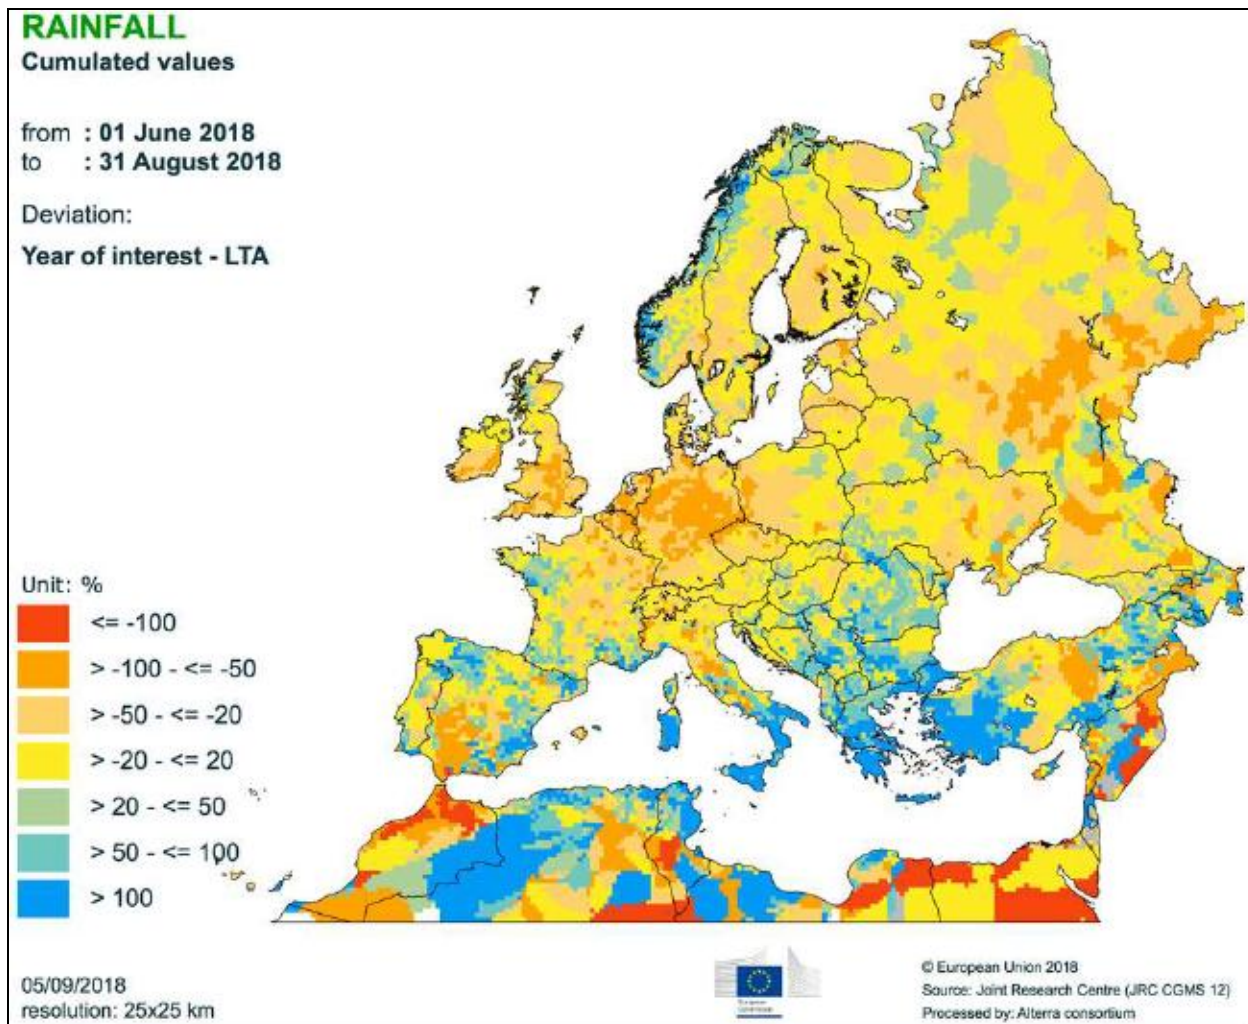 RAINFALL
Cumulated values
from : 01 June 2018
to : 31 August 2018
Deviation:
Year of interest - LTA
Unit: %
<= -100
> -100 - <= -50
> -50 - <= -20
> -20 - <= 20
> 20 - <= 50
> 50 - <= 100
> 100
05/09/2018
resolution: 25x25 km
European
Commission
© European Union 2018
Source: Joint Research Centre (JRC CGMS 12)
Processed by: Alterra consortium